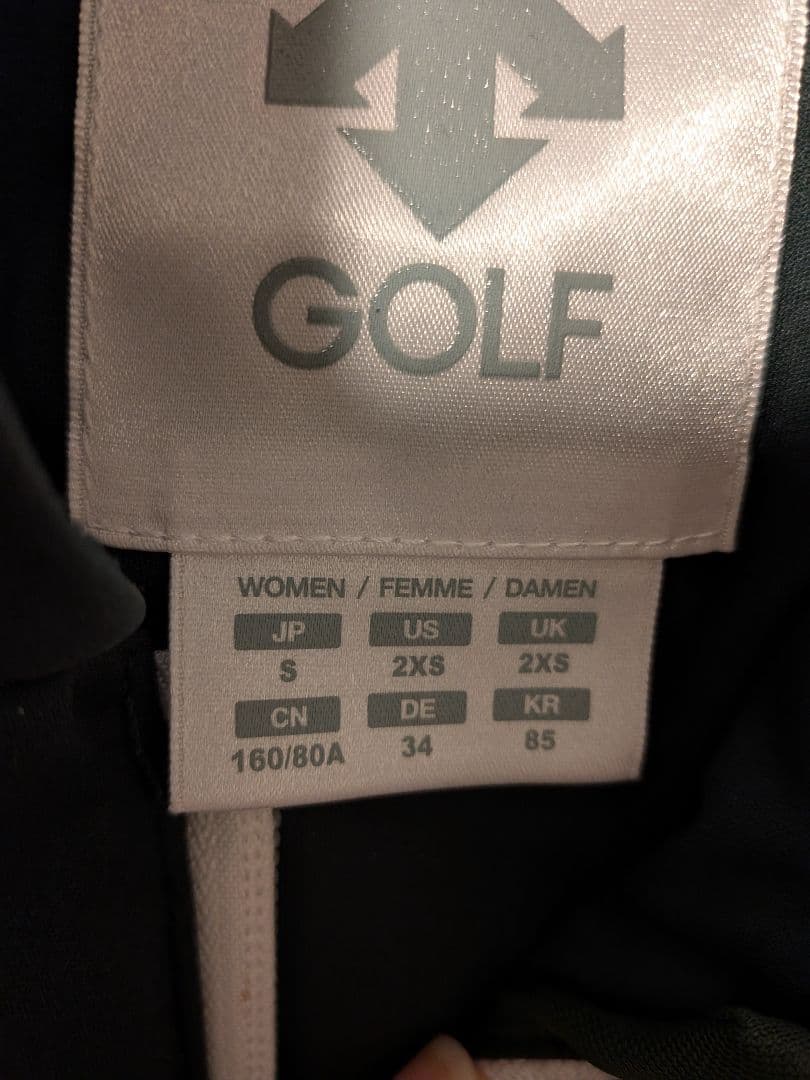 GOLF
WOMEN / FEMME / DAMEN
JP US UK
S 2XS 2XS
CN DE KR
160/80A 34 85